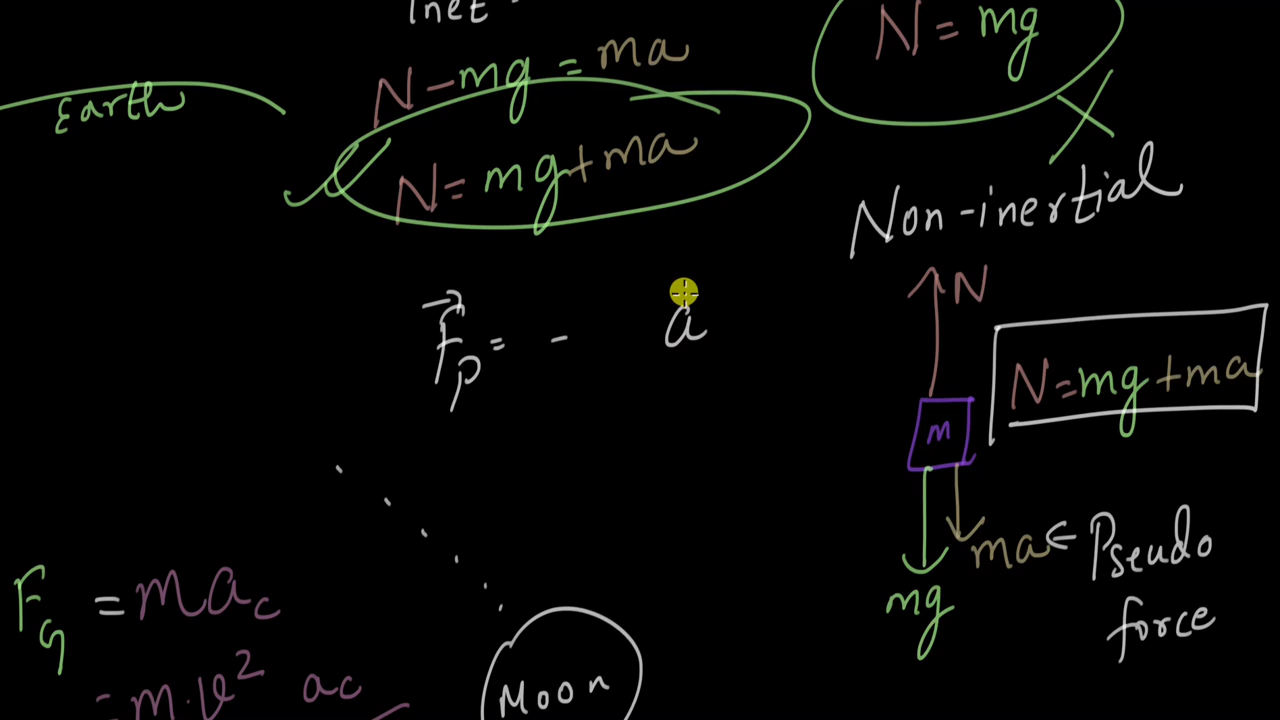 Fnet
N - mg = ma
N = mg + ma
Earth
N = mg
Non-inertial
N
m
N = mg + ma
ma ← Pseudo force
mg
F⃗p = - a
FG = mac
= m.v² ac
Moon